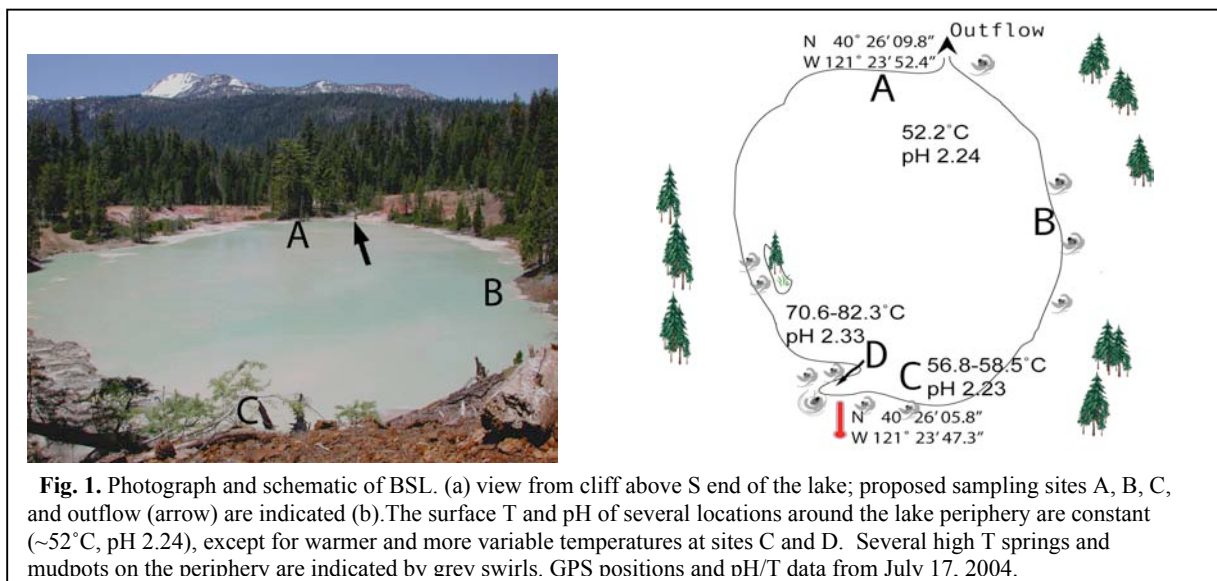 A
B
C
Outflow
N 40˚ 26′ 09.8″
W 121˚ 23′ 52.4″
A
52.2˚C
pH 2.24
B
70.6-82.3˚C
pH 2.33
D
C
56.8-58.5˚C
pH 2.23
N 40˚ 26′ 05.8″
W 121˚ 23′ 47.3″
Fig. 1. Photograph and schematic of BSL. (a) view from cliff above S end of the lake; proposed sampling sites A, B, C,
and outflow (arrow) are indicated (b).The surface T and pH of several locations around the lake periphery are constant
(~52˚C, pH 2.24), except for warmer and more variable temperatures at sites C and D. Several high T springs and
mudpots on the periphery are indicated by grey swirls. GPS positions and pH/T data from July 17, 2004.